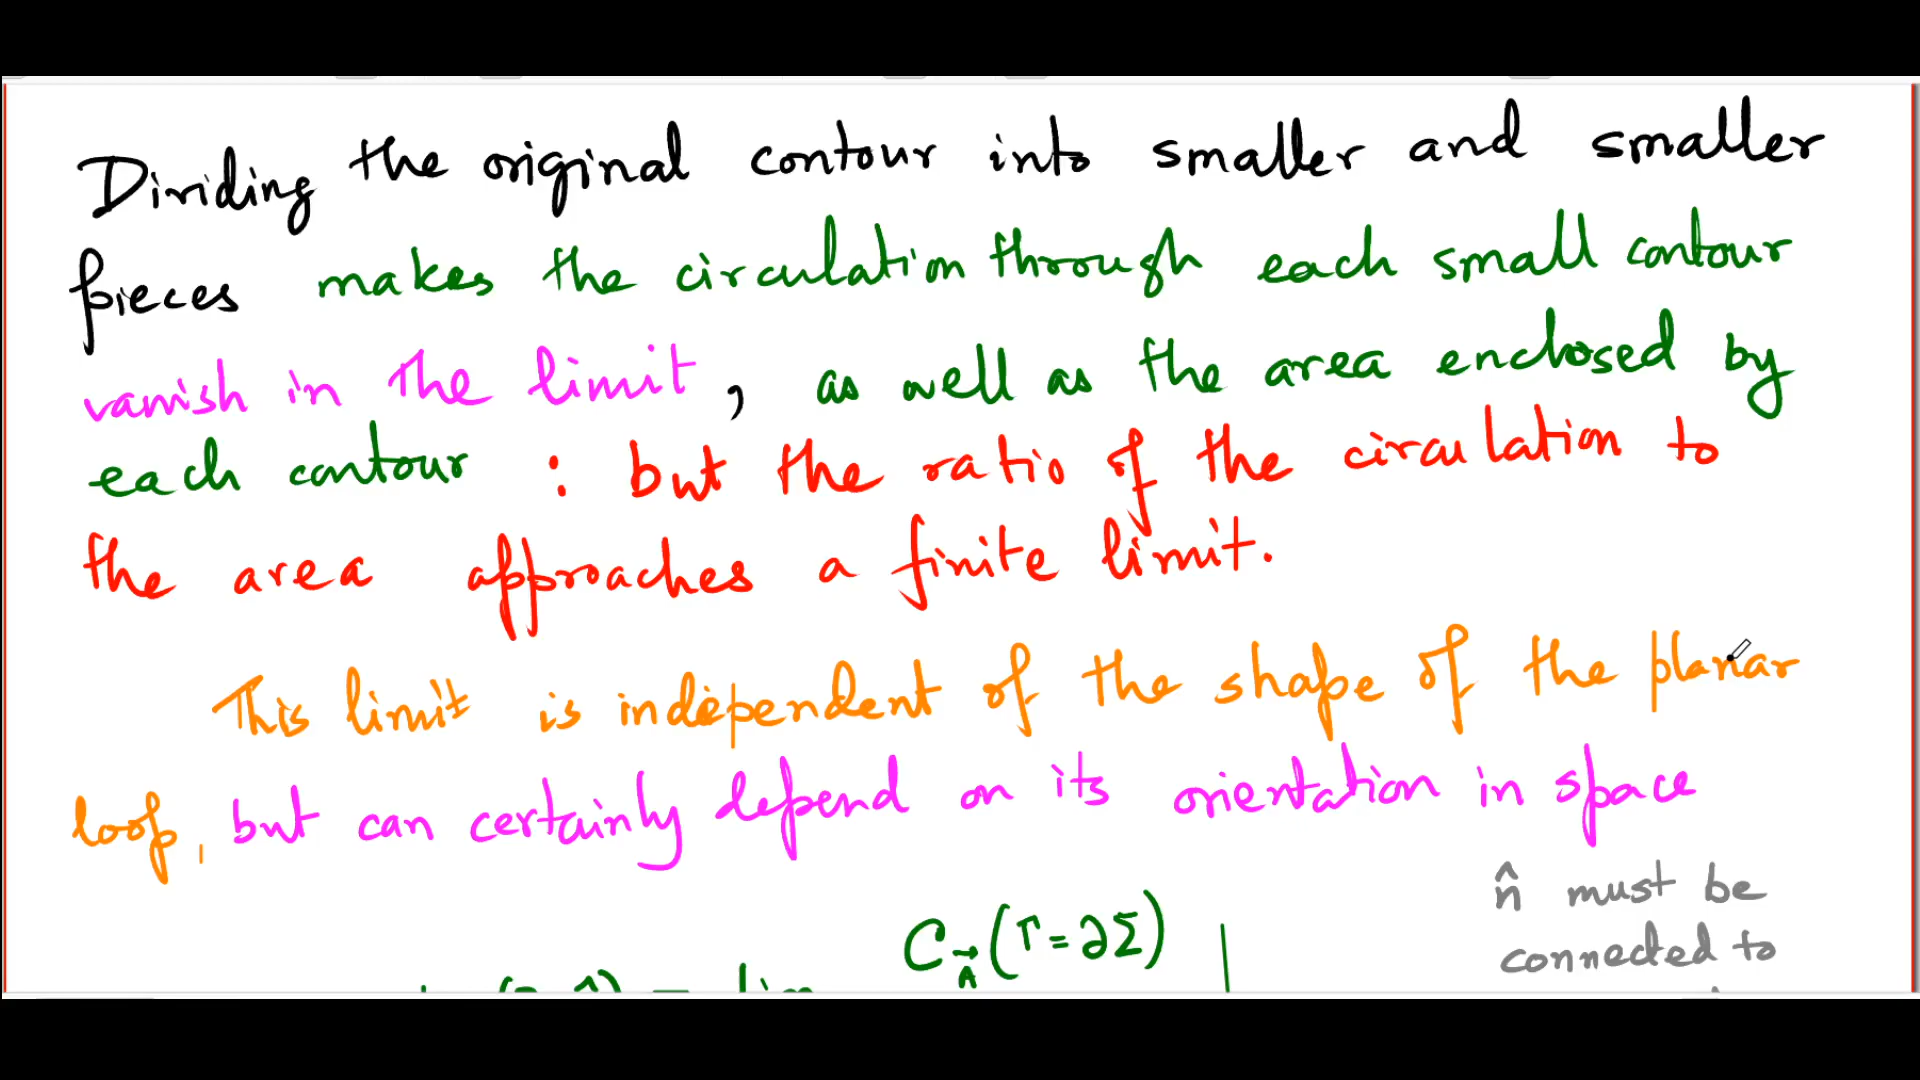 Dividing the original contour into smaller and smaller
pieces makes the circulation through each small contour
vanish in the limit, as well as the area enclosed by
each contour : but the ratio of the circulation to
the area approaches a finite limit.
This limit is independent of the shape of the planar
loop, but can certainly depend on its orientation in space
n̂ must be
C_A⃗ (Γ = ∂Σ)
connected to